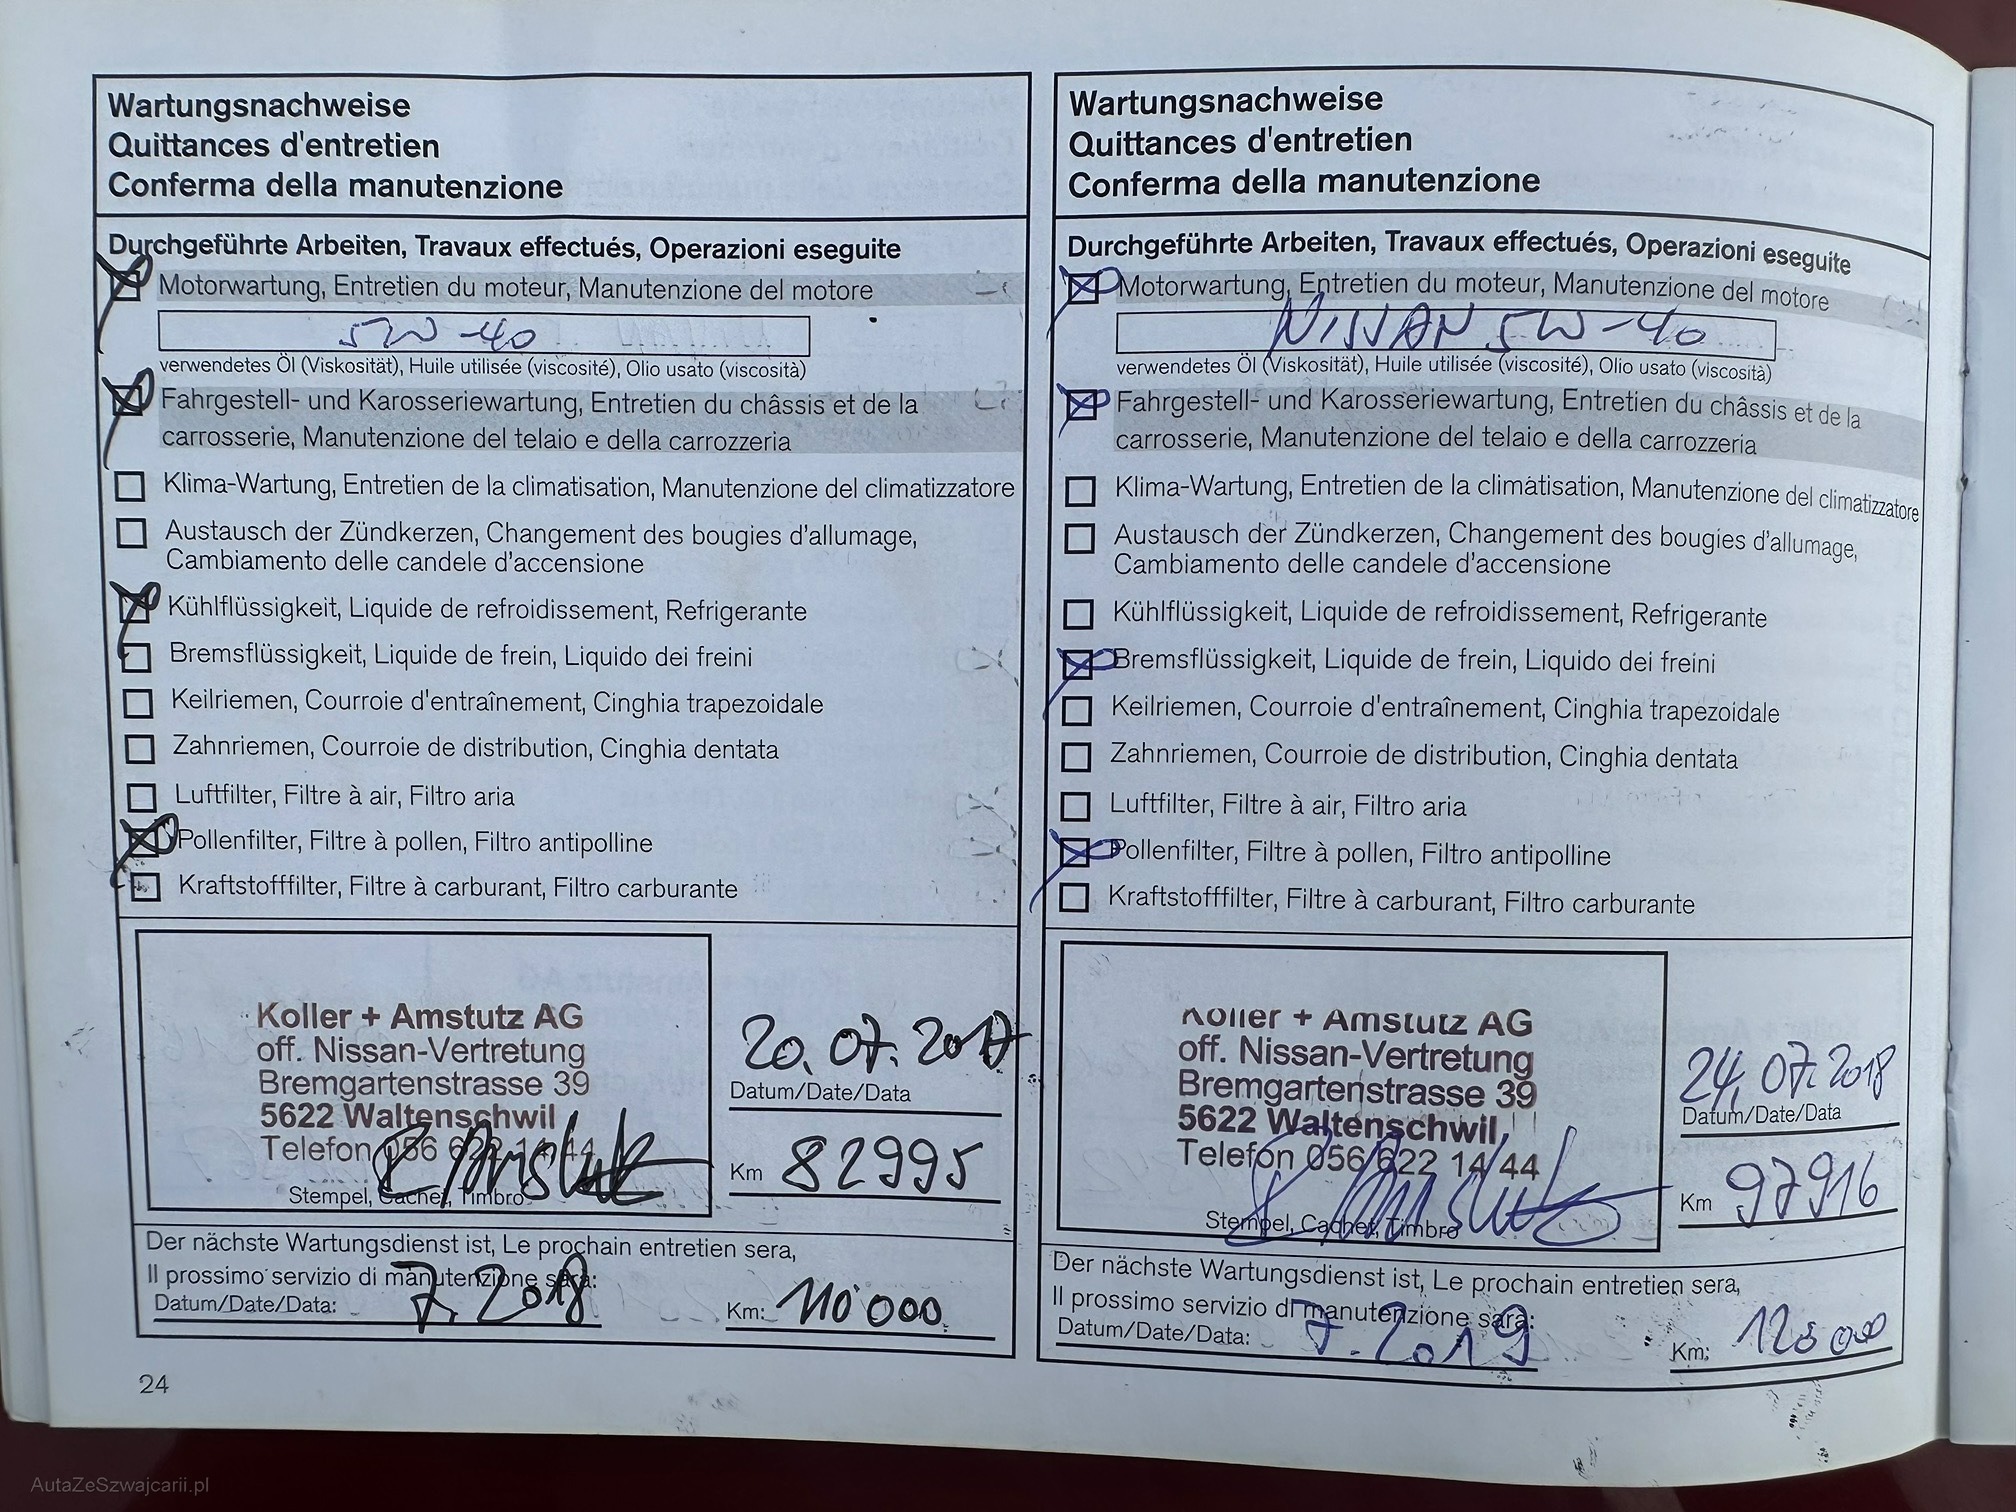 Wartungsnachweise
Quittances d'entretien
Conferma della manutenzione
Durchgeführte Arbeiten, Travaux effectués, Operazioni eseguite
Motorwartung, Entretien du moteur, Manutenzione del motore
5W-40
verwendetes Öl (Viskosität), Huile utilisée (viscosité), Olio usato (viscosità)
Fahrgestell- und Karosseriewartung, Entretien du châssis et de la
carrosserie, Manutenzione del telaio e della carrozzeria
Klima-Wartung, Entretien de la climatisation, Manutenzione del climatizzatore
Austausch der Zündkerzen, Changement des bougies d'allumage,
Cambiamento delle candele d'accensione
Kühlflüssigkeit, Liquide de refroidissement, Refrigerante
Bremsflüssigkeit, Liquide de frein, Liquido dei freini
Keilriemen, Courroie d'entraînement, Cinghia trapezoidale
Zahnriemen, Courroie de distribution, Cinghia dentata
Luftfilter, Filtre à air, Filtro aria
Pollenfilter, Filtre à pollen, Filtro antipolline
Kraftstofffilter, Filtre à carburant, Filtro carburante
Koller + Amstutz AG
off. Nissan-Vertretung
Bremgartenstrasse 39
5622 Waltenschwil
Telefon 056 622 14 44
Stempel, Cachet, Timbro
20.07.2017
Datum/Date/Data
Km 82995
Der nächste Wartungsdienst ist, Le prochain entretien sera,
Il prossimo servizio di manutenzione sarà:
Datum/Date/Data: 7.2018 Km: 110'000
24
Wartungsnachweise
Quittances d'entretien
Conferma della manutenzione
Durchgeführte Arbeiten, Travaux effectués, Operazioni eseguite
Motorwartung, Entretien du moteur, Manutenzione del motore
NISSAN 5W-40
verwendetes Öl (Viskosität), Huile utilisée (viscosité), Olio usato (viscosità)
Fahrgestell- und Karosseriewartung, Entretien du châssis et de la
carrosserie, Manutenzione del telaio e della carrozzeria
Klima-Wartung, Entretien de la climatisation, Manutenzione del climatizzatore
Austausch der Zündkerzen, Changement des bougies d'allumage,
Cambiamento delle candele d'accensione
Kühlflüssigkeit, Liquide de refroidissement, Refrigerante
Bremsflüssigkeit, Liquide de frein, Liquido dei freini
Keilriemen, Courroie d'entraînement, Cinghia trapezoidale
Zahnriemen, Courroie de distribution, Cinghia dentata
Luftfilter, Filtre à air, Filtro aria
Pollenfilter, Filtre à pollen, Filtro antipolline
Kraftstofffilter, Filtre à carburant, Filtro carburante
Koller + Amstutz AG
off. Nissan-Vertretung
Bremgartenstrasse 39
5622 Waltenschwil
Telefon 056 622 14 44
Stempel, Cachet, Timbro
24.07.2018
Datum/Date/Data
Km 97916
Der nächste Wartungsdienst ist, Le prochain entretien sera,
Il prossimo servizio di manutenzione sarà:
Datum/Date/Data: 7.2019 Km:
AutaZeSzwajcarii.pl